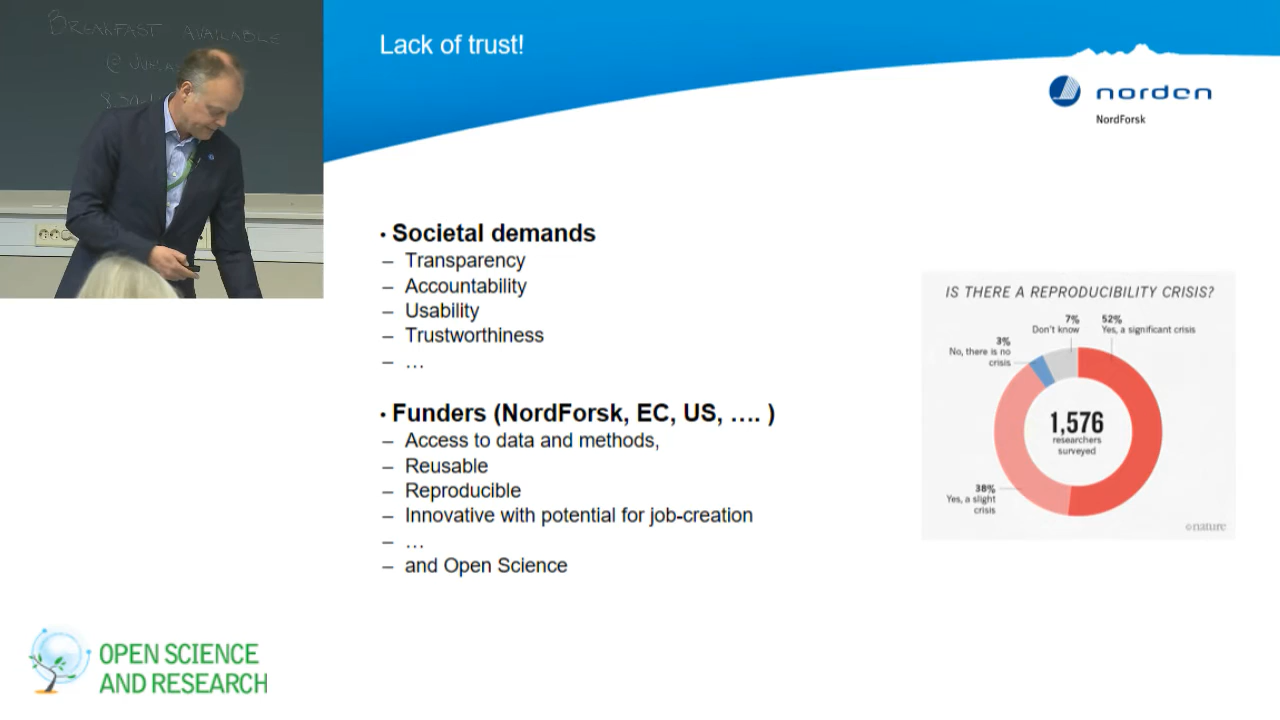 BREAKFAST AVAILABLE
@
8.30
Lack of trust!
norden
NordForsk
• Societal demands
– Transparency
– Accountability
– Usability
– Trustworthiness
– …
• Funders (NordForsk, EC, US, .... )
– Access to data and methods,
– Reusable
– Reproducible
– Innovative with potential for job-creation
– …
– and Open Science
IS THERE A REPRODUCIBILITY CRISIS?
7%
Don't know
52%
Yes, a significant crisis
3%
No, there is no
crisis
1,576
researchers
surveyed
38%
Yes, a slight
crisis
©nature
OPEN SCIENCE
AND RESEARCH